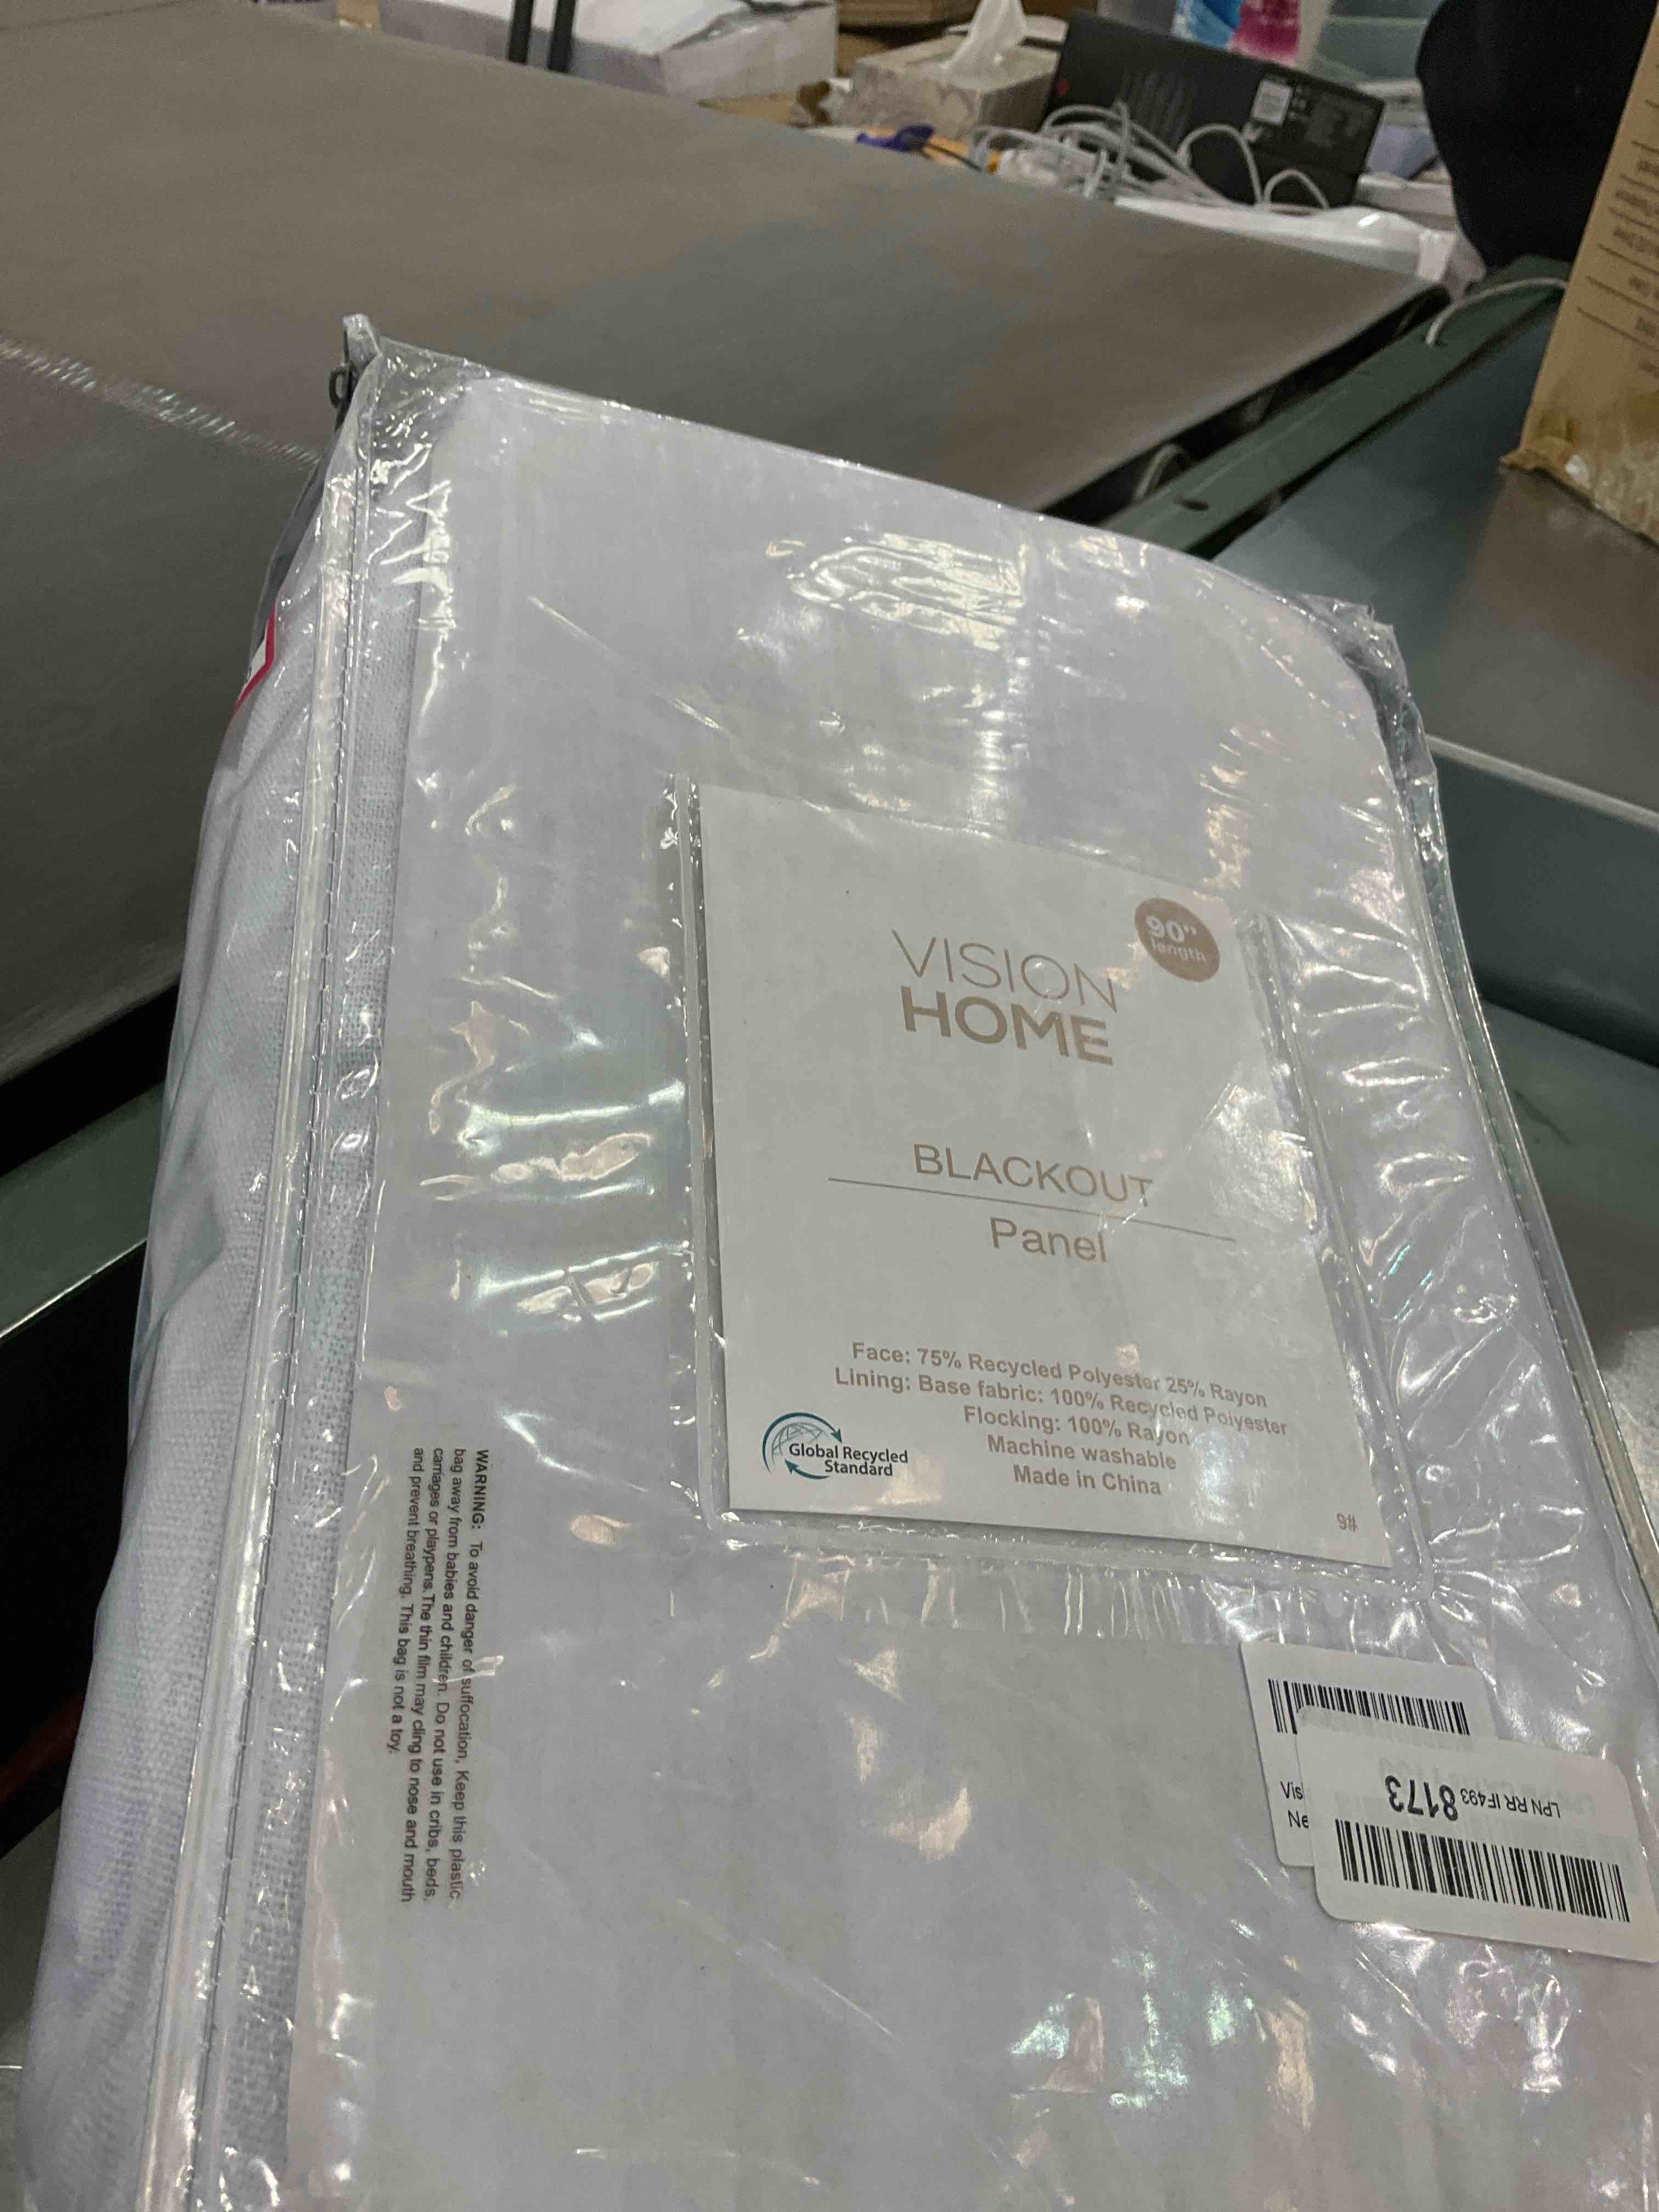 90"
length
VISION
HOME
BLACKOUT
Panel
Face: 75% Recycled Polyester 25% Rayon
Lining: Base fabric: 100% Recycled Polyester
Flocking: 100% Rayon
Machine washable
Made in China
Global Recycled
Standard
9#
WARNING: To avoid danger of suffocation, Keep this plastic
bag away from babies and children. Do not use in cribs, beds,
carriages or playpens. The thin film may cling to nose and mouth
and prevent breathing. This bag is not a toy.
Vis
Ne
LPN RR IF493 8173